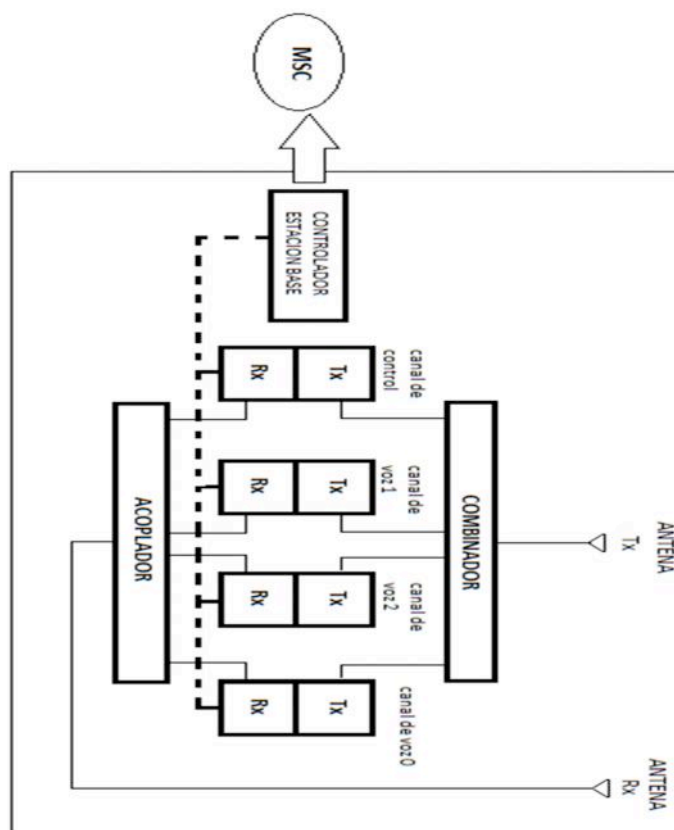 ANTENA
Tx
ANTENA
Rx
COMBINADOR
canal de
control
canal de
voz 1
canal de
voz 2
canal de voz 0
Tx
Rx
Tx
Rx
Tx
Rx
Tx
Rx
CONTROLADOR
ESTACION BASE
MSC
ACOPLADOR